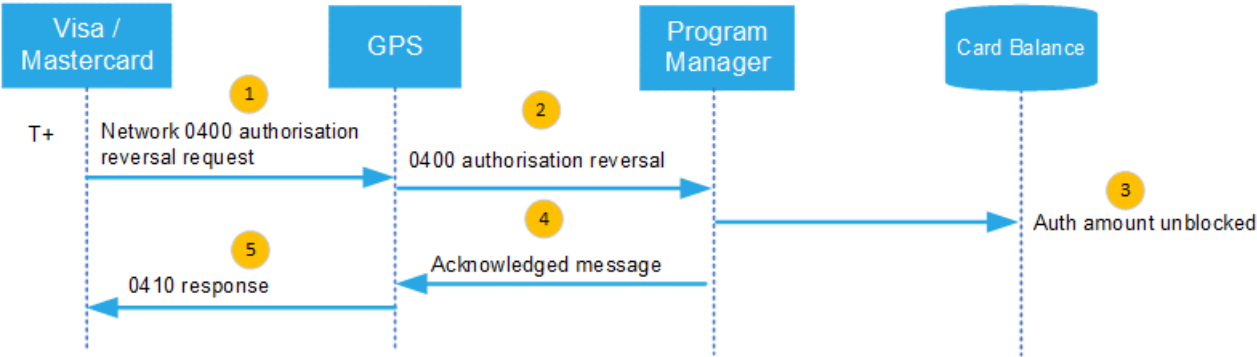 Visa /
Mastercard
GPS
Program
Manager
Card Balance
1
2
T+
Network 0400 authorisation
reversal request
0400 authorisation reversal
3
4
Auth amount unblocked
5
Acknowledged message
0410 response